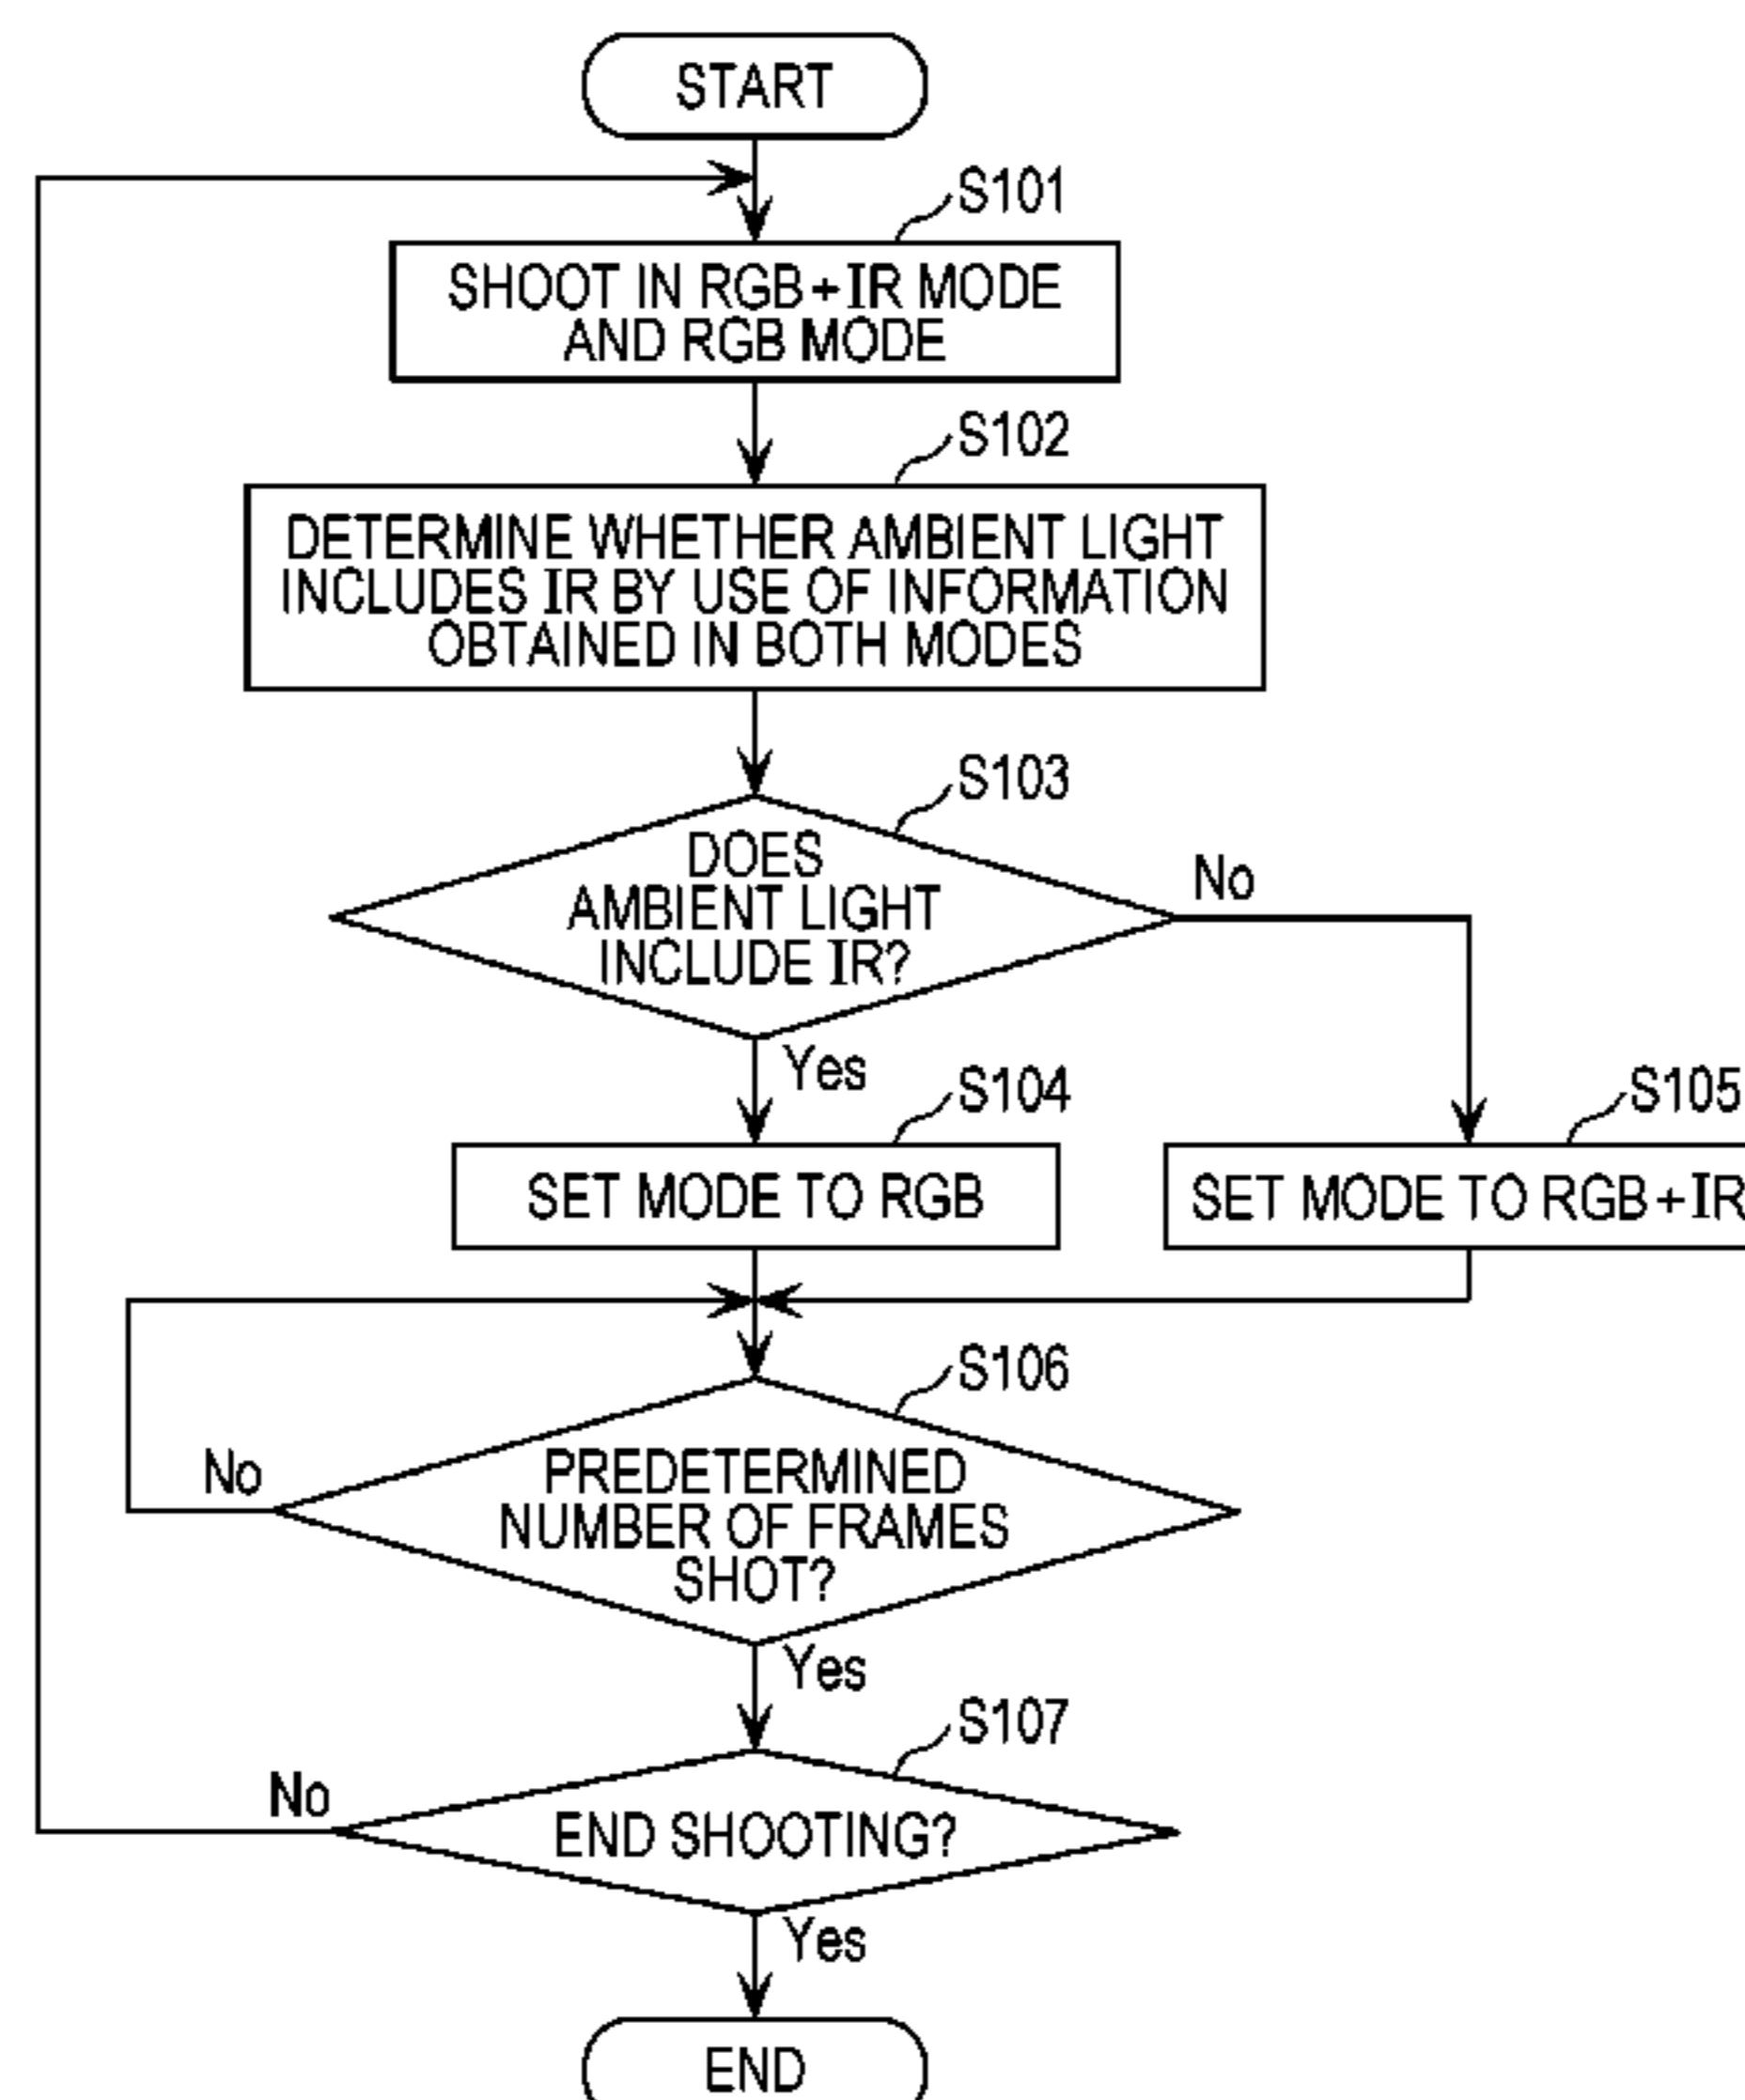 START
S101
SHOOT IN RGB+IR MODE
AND RGB MODE
S102
DETERMINE WHETHER AMBIENT LIGHT
INCLUDES IR BY USE OF INFORMATION
OBTAINED IN BOTH MODES
S103
DOES
AMBIENT LIGHT
INCLUDE IR?
No
Yes
S104
S105
SET MODE TO RGB
SET MODE TO RGB+IR
S106
No
PREDETERMINED
NUMBER OF FRAMES
SHOT?
Yes
S107
No
END SHOOTING?
Yes
END